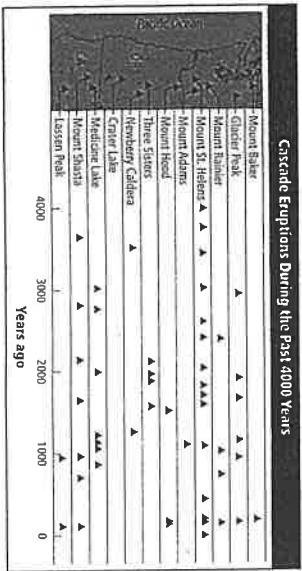 Cascade Eruptions During the Past 4000 Years
Pacific Ocean
Mount Baker
Glacier Peak
Mount Rainier
Mount St. Helens
Mount Adams
Mount Hood
Three Sisters
Newberry Caldera
Crater Lake
Medicine Lake
Mount Shasta
Lassen Peak
4000
3000
2000
1000
0
Years ago